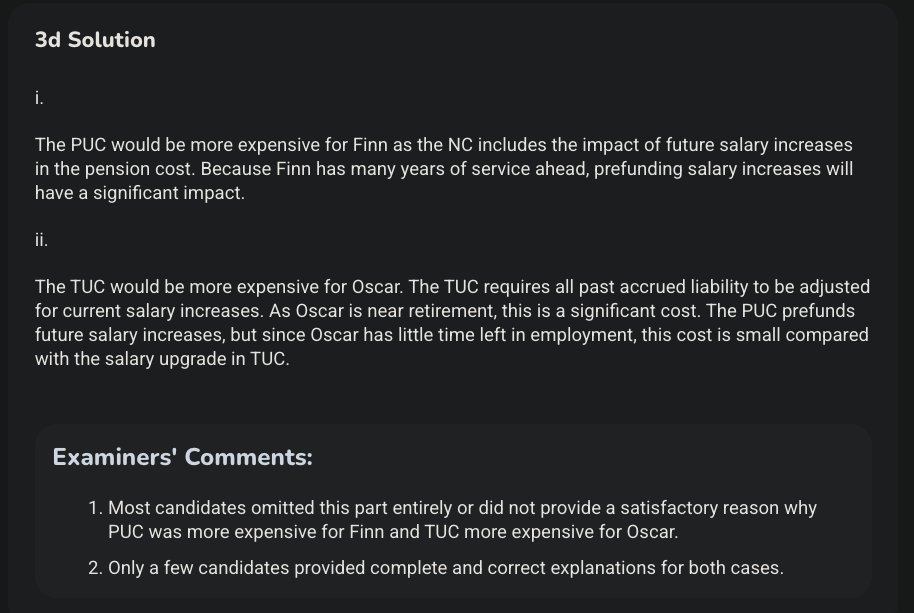 3d Solution
i.
The PUC would be more expensive for Finn as the NC includes the impact of future salary increases
in the pension cost. Because Finn has many years of service ahead, prefunding salary increases will
have a significant impact.
ii.
The TUC would be more expensive for Oscar. The TUC requires all past accrued liability to be adjusted
for current salary increases. As Oscar is near retirement, this is a significant cost. The PUC prefunds
future salary increases, but since Oscar has little time left in employment, this cost is small compared
with the salary upgrade in TUC.
Examiners' Comments:
1. Most candidates omitted this part entirely or did not provide a satisfactory reason why
PUC was more expensive for Finn and TUC more expensive for Oscar.
2. Only a few candidates provided complete and correct explanations for both cases.